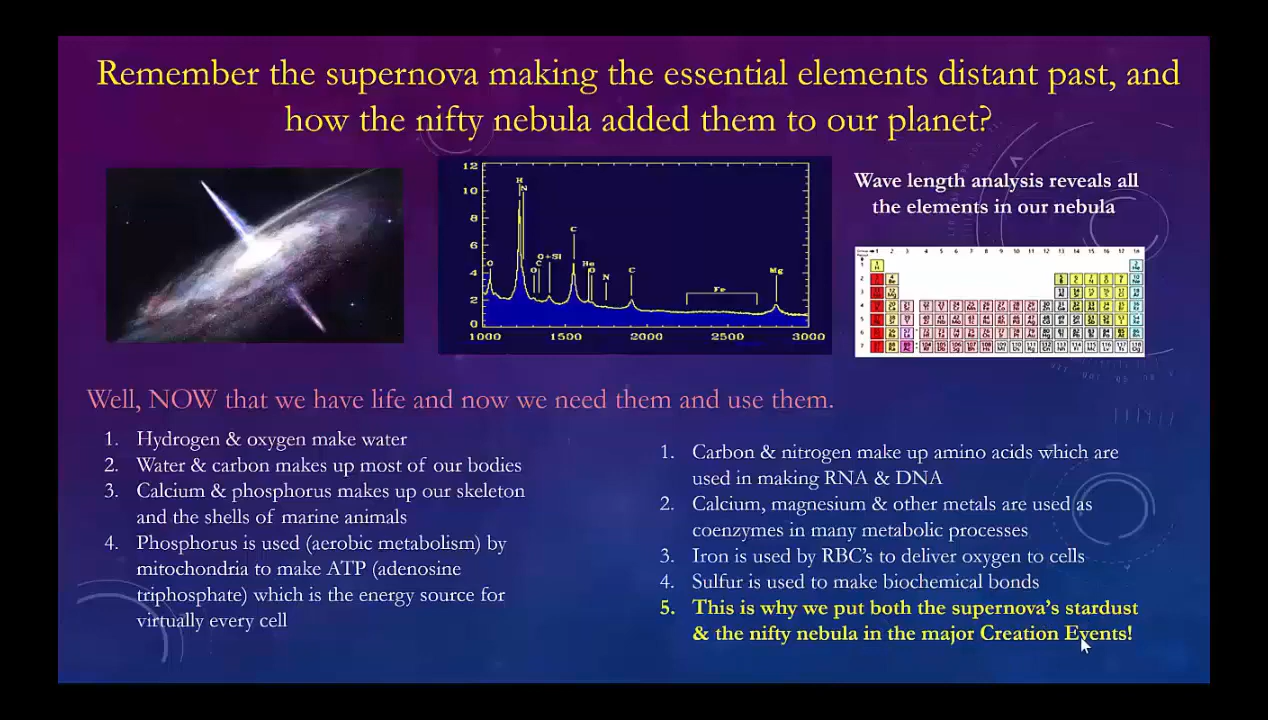 Remember the supernova making the essential elements distant past, and
how the nifty nebula added them to our planet?
12
10
8
6
4
2
0
H
N
O
O
C
O+Si
C
He
O
N
C
Fe
Mg
1000 1500 2000 2500 3000
Wave length analysis reveals all
the elements in our nebula
Well, NOW that we have life and now we need them and use them.
1. Hydrogen & oxygen make water
2. Water & carbon makes up most of our bodies
3. Calcium & phosphorus makes up our skeleton
and the shells of marine animals
4. Phosphorus is used (aerobic metabolism) by
mitochondria to make ATP (adenosine
triphosphate) which is the energy source for
virtually every cell
1. Carbon & nitrogen make up amino acids which are
used in making RNA & DNA
2. Calcium, magnesium & other metals are used as
coenzymes in many metabolic processes
3. Iron is used by RBC's to deliver oxygen to cells
4. Sulfur is used to make biochemical bonds
5. This is why we put both the supernova's stardust
& the nifty nebula in the major Creation Events!